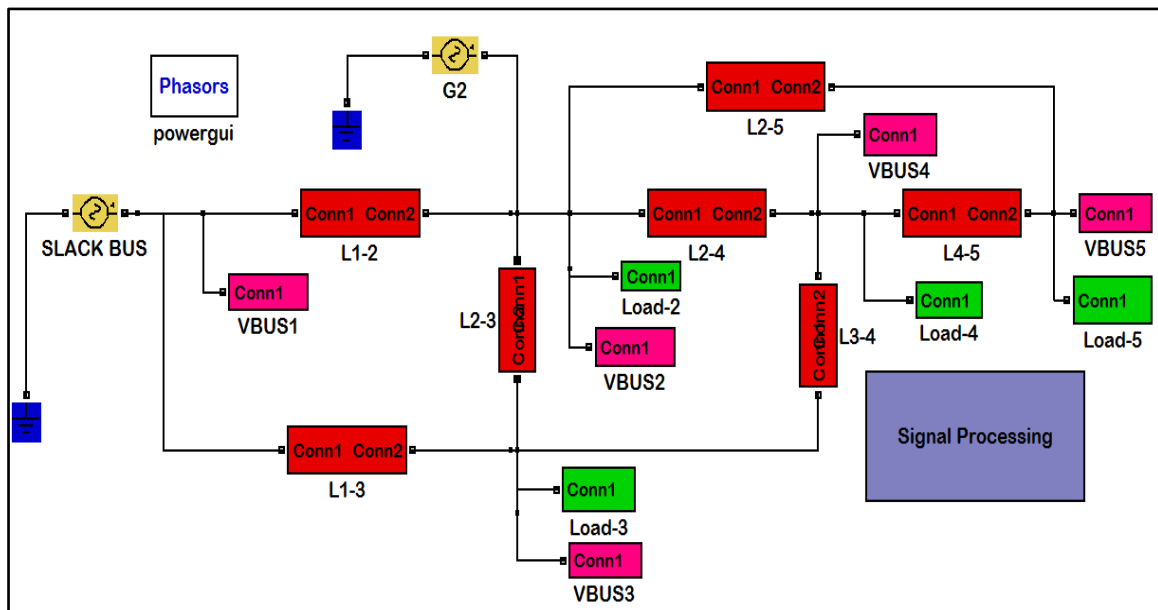 Phasors
powergui
G2
Conn1 Conn2
L2-5
Conn1
VBUS4
SLACK BUS
Conn1 Conn2
L1-2
Conn1 Conn2
L2-4
Conn1 Conn2
L4-5
Conn1
VBUS5
Conn1
VBUS1
L2-3
Conn1
Load-2
Conn1
VBUS2
Conn2
L3-4
Conn1
Load-4
Conn1
Load-5
Conn1 Conn2
L1-3
Signal Processing
Conn1
Load-3
Conn1
VBUS3